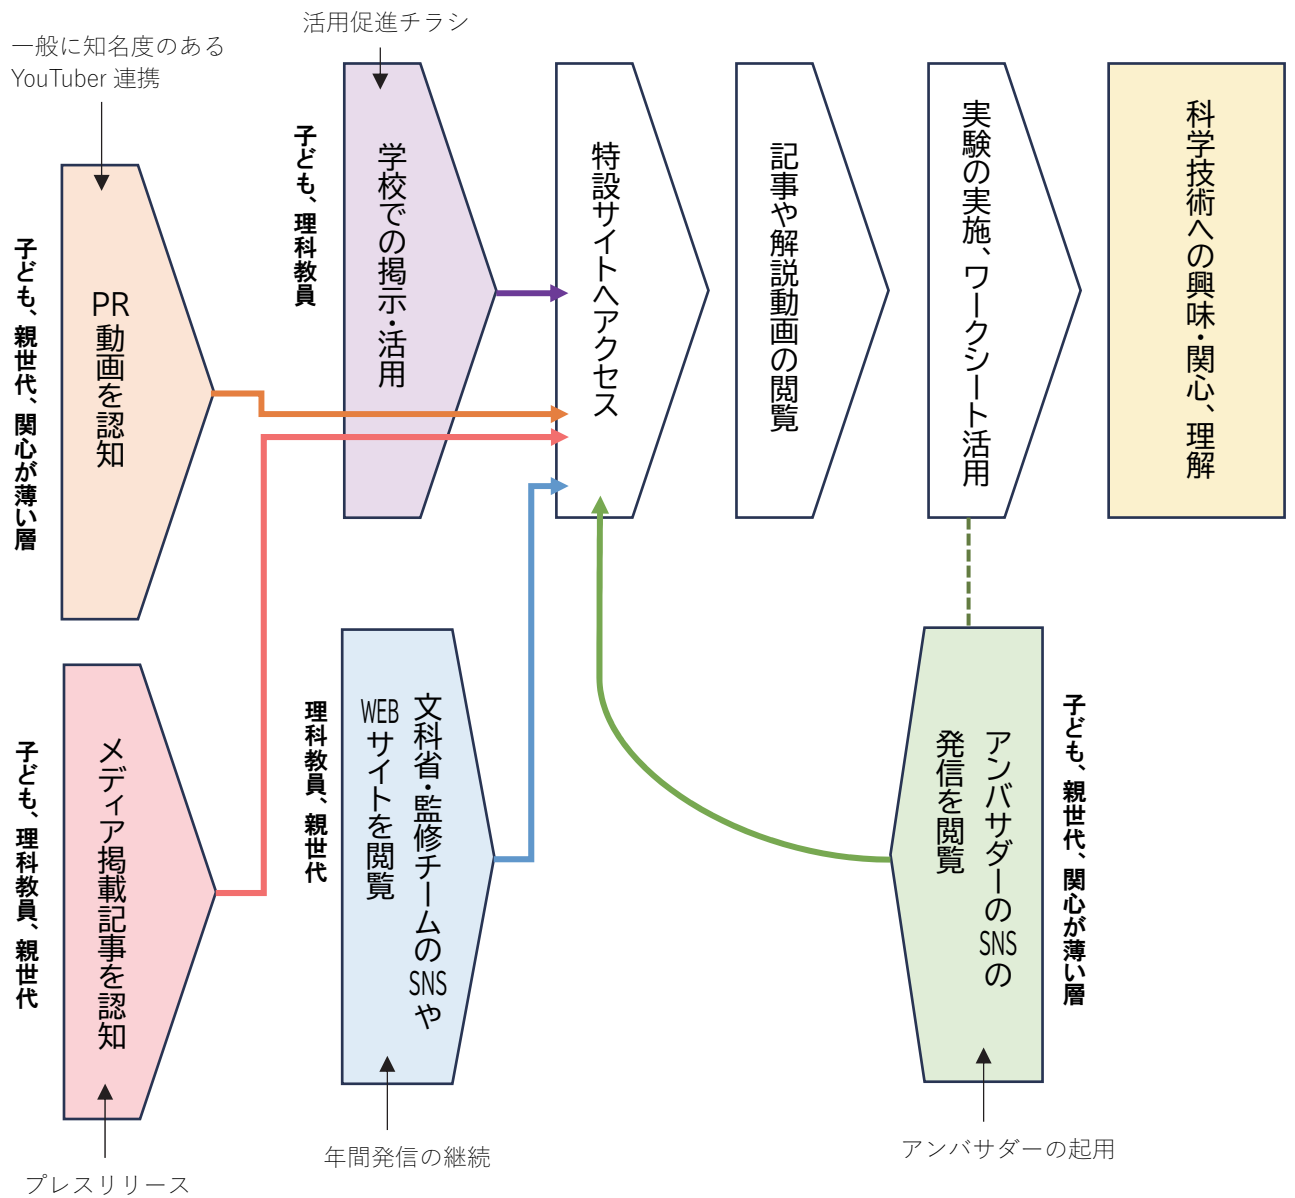 一般に知名度のある
YouTuber 連携
活用促進チラシ
子ども、親世代、関心が薄い層
PR動画を認知
子ども、理科教員
学校での掲示・活用
特設サイトへアクセス
記事や解説動画の閲覧
実験の実施、ワークシート活用
科学技術への興味・関心、理解
子ども、理科教員、親世代
メディア掲載記事を認知
プレスリリース
理科教員、親世代
文科省・監修チームのSNSや
WEBサイトを閲覧
年間発信の継続
アンバサダーのSNSの
発信を閲覧
子ども、親世代、関心が薄い層
アンバサダーの起用